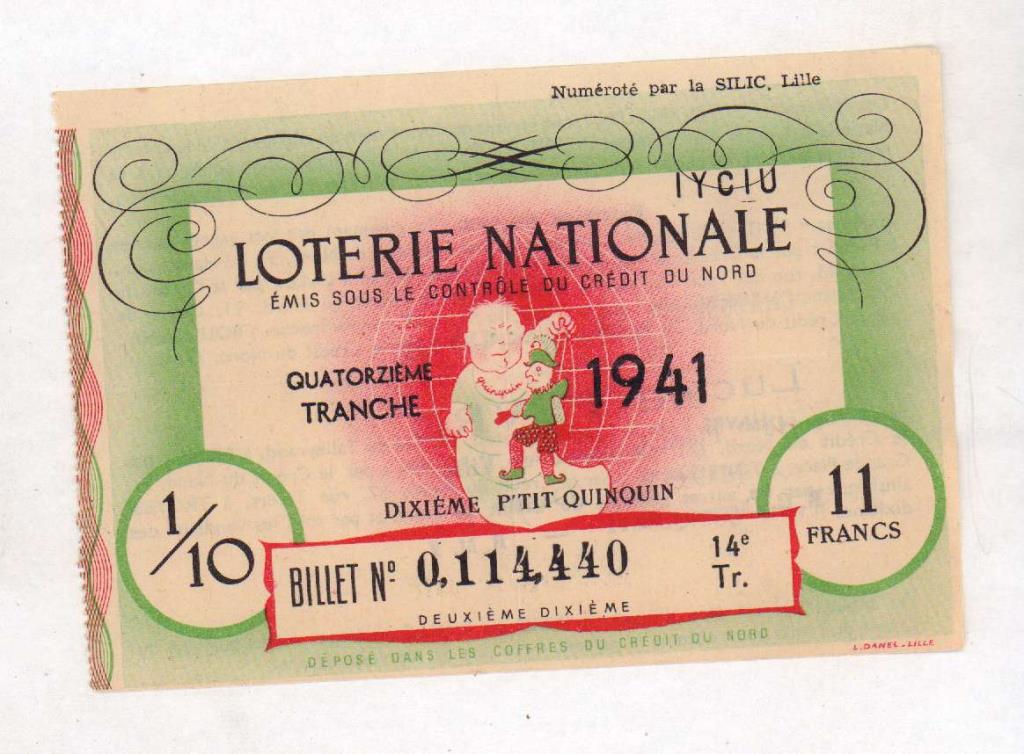 Numéroté par la SILIC, Lille
LOTERIE NATIONALE
ÉMIS SOUS LE CONTRÔLE DU CRÉDIT DU NORD
QUATORZIÈME
TRANCHE
1941
quinquin
DIXIÉME P'TIT QUINQUIN
1/10
11
FRANCS
BILLET Nº 0,114,440
14e
Tr.
DEUXIÈME DIXIÈME
DÉPOSÉ DANS LES COFFRES DU CRÉDIT DU NORD
L. DANEL - LILLE